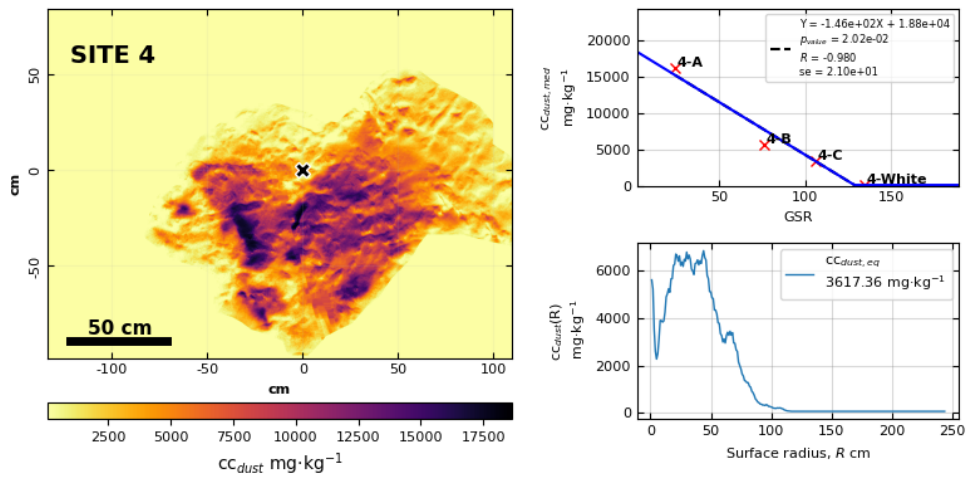 SITE 4
50
0
-50
cm
50 cm
-100
-50
0
50
100
cm
2500
5000
7500
10000
12500
15000
17500
cc_dust mg·kg⁻¹
20000
15000
10000
5000
0
cc_dust,med
mg·kg⁻¹
Y = -1.46e+02X + 1.88e+04
p_value = 2.02e-02
R = -0.980
se = 2.10e+01
4-A
4-B
4-C
4-White
50
100
150
GSR
6000
4000
2000
0
cc_dust(R)
mg·kg⁻¹
cc_dust,eq
3617.36 mg·kg⁻¹
0
50
100
150
200
250
Surface radius, R cm